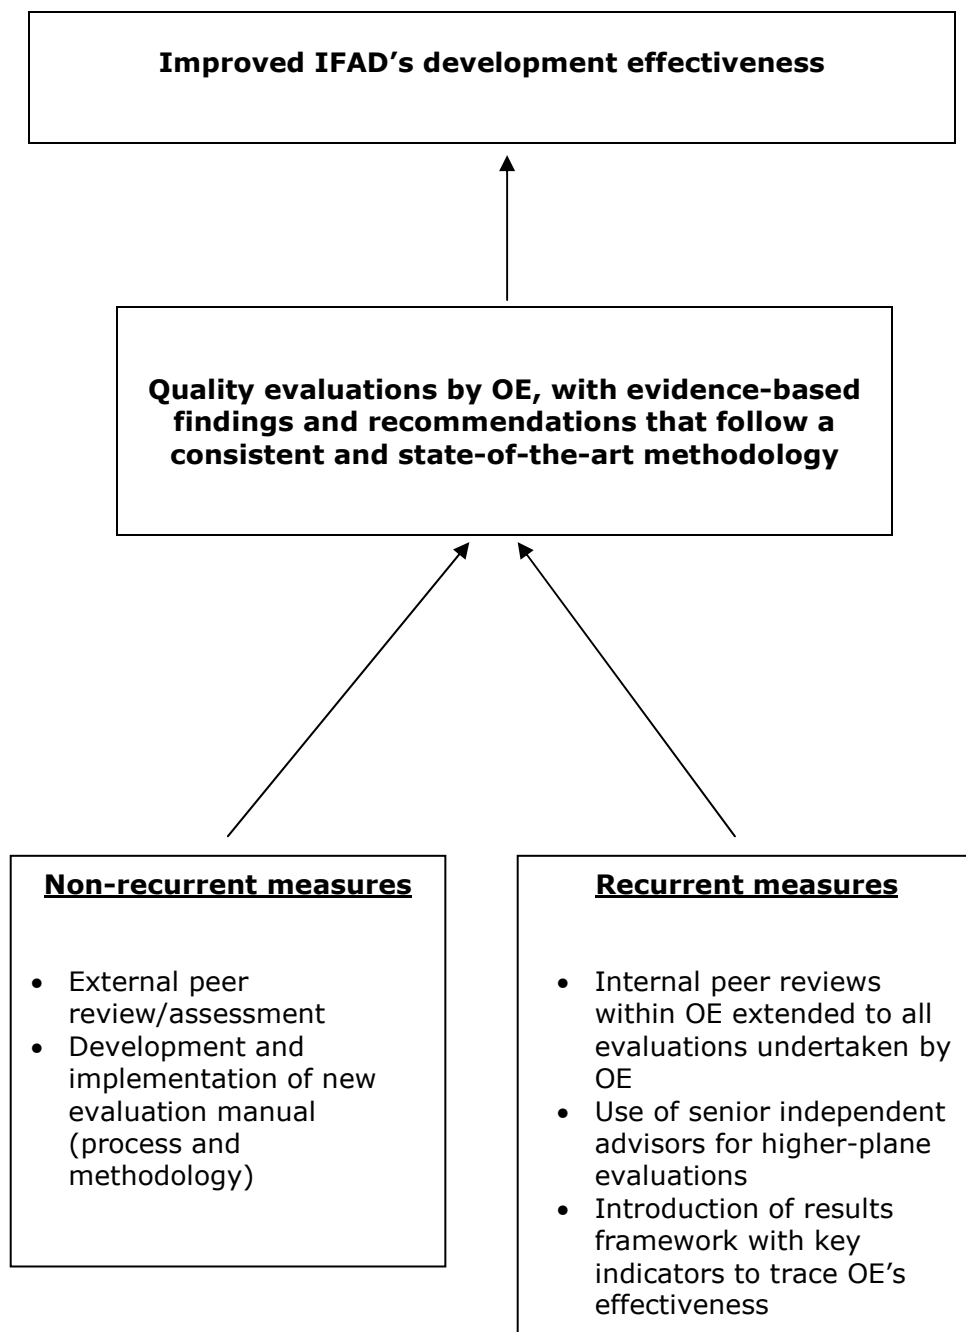 Improved IFAD’s development effectiveness
Quality evaluations by OE, with evidence-based
findings and recommendations that follow a
consistent and state-of-the-art methodology
Non-recurrent measures
• External peer
review/assessment
• Development and
implementation of new
evaluation manual
(process and
methodology)
Recurrent measures
• Internal peer reviews
within OE extended to all
evaluations undertaken by
OE
• Use of senior independent
advisors for higher-plane
evaluations
• Introduction of results
framework with key
indicators to trace OE’s
effectiveness